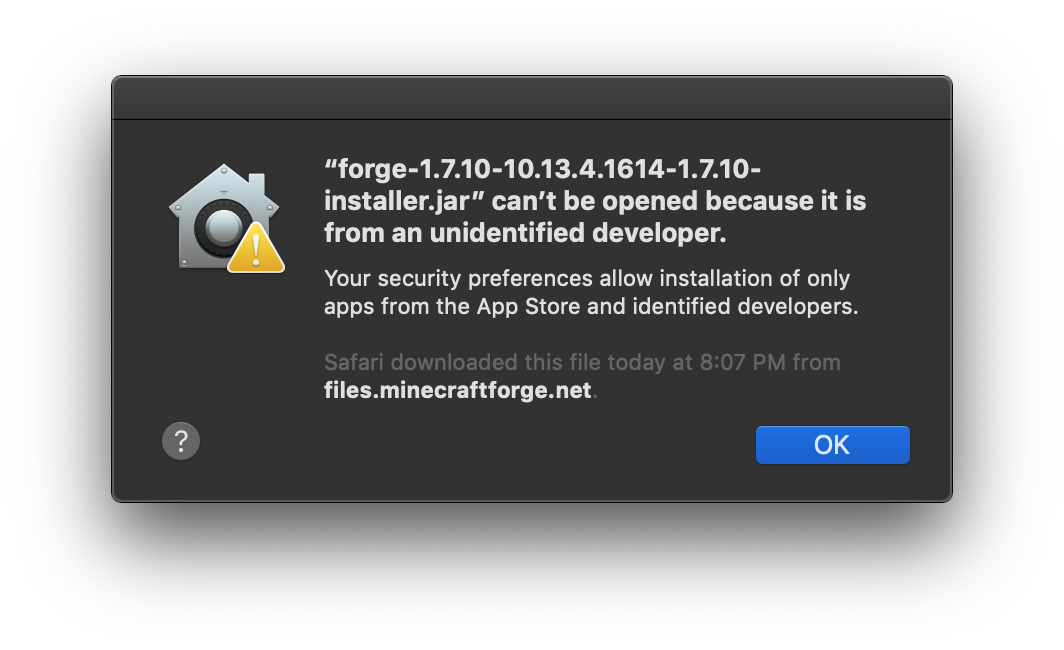 “forge-1.7.10-10.13.4.1614-1.7.10-
installer.jar” can’t be opened because it is
from an unidentified developer.
Your security preferences allow installation of only
apps from the App Store and identified developers.
Safari downloaded this file today at 8:07 PM from
files.minecraftforge.net.
?
OK